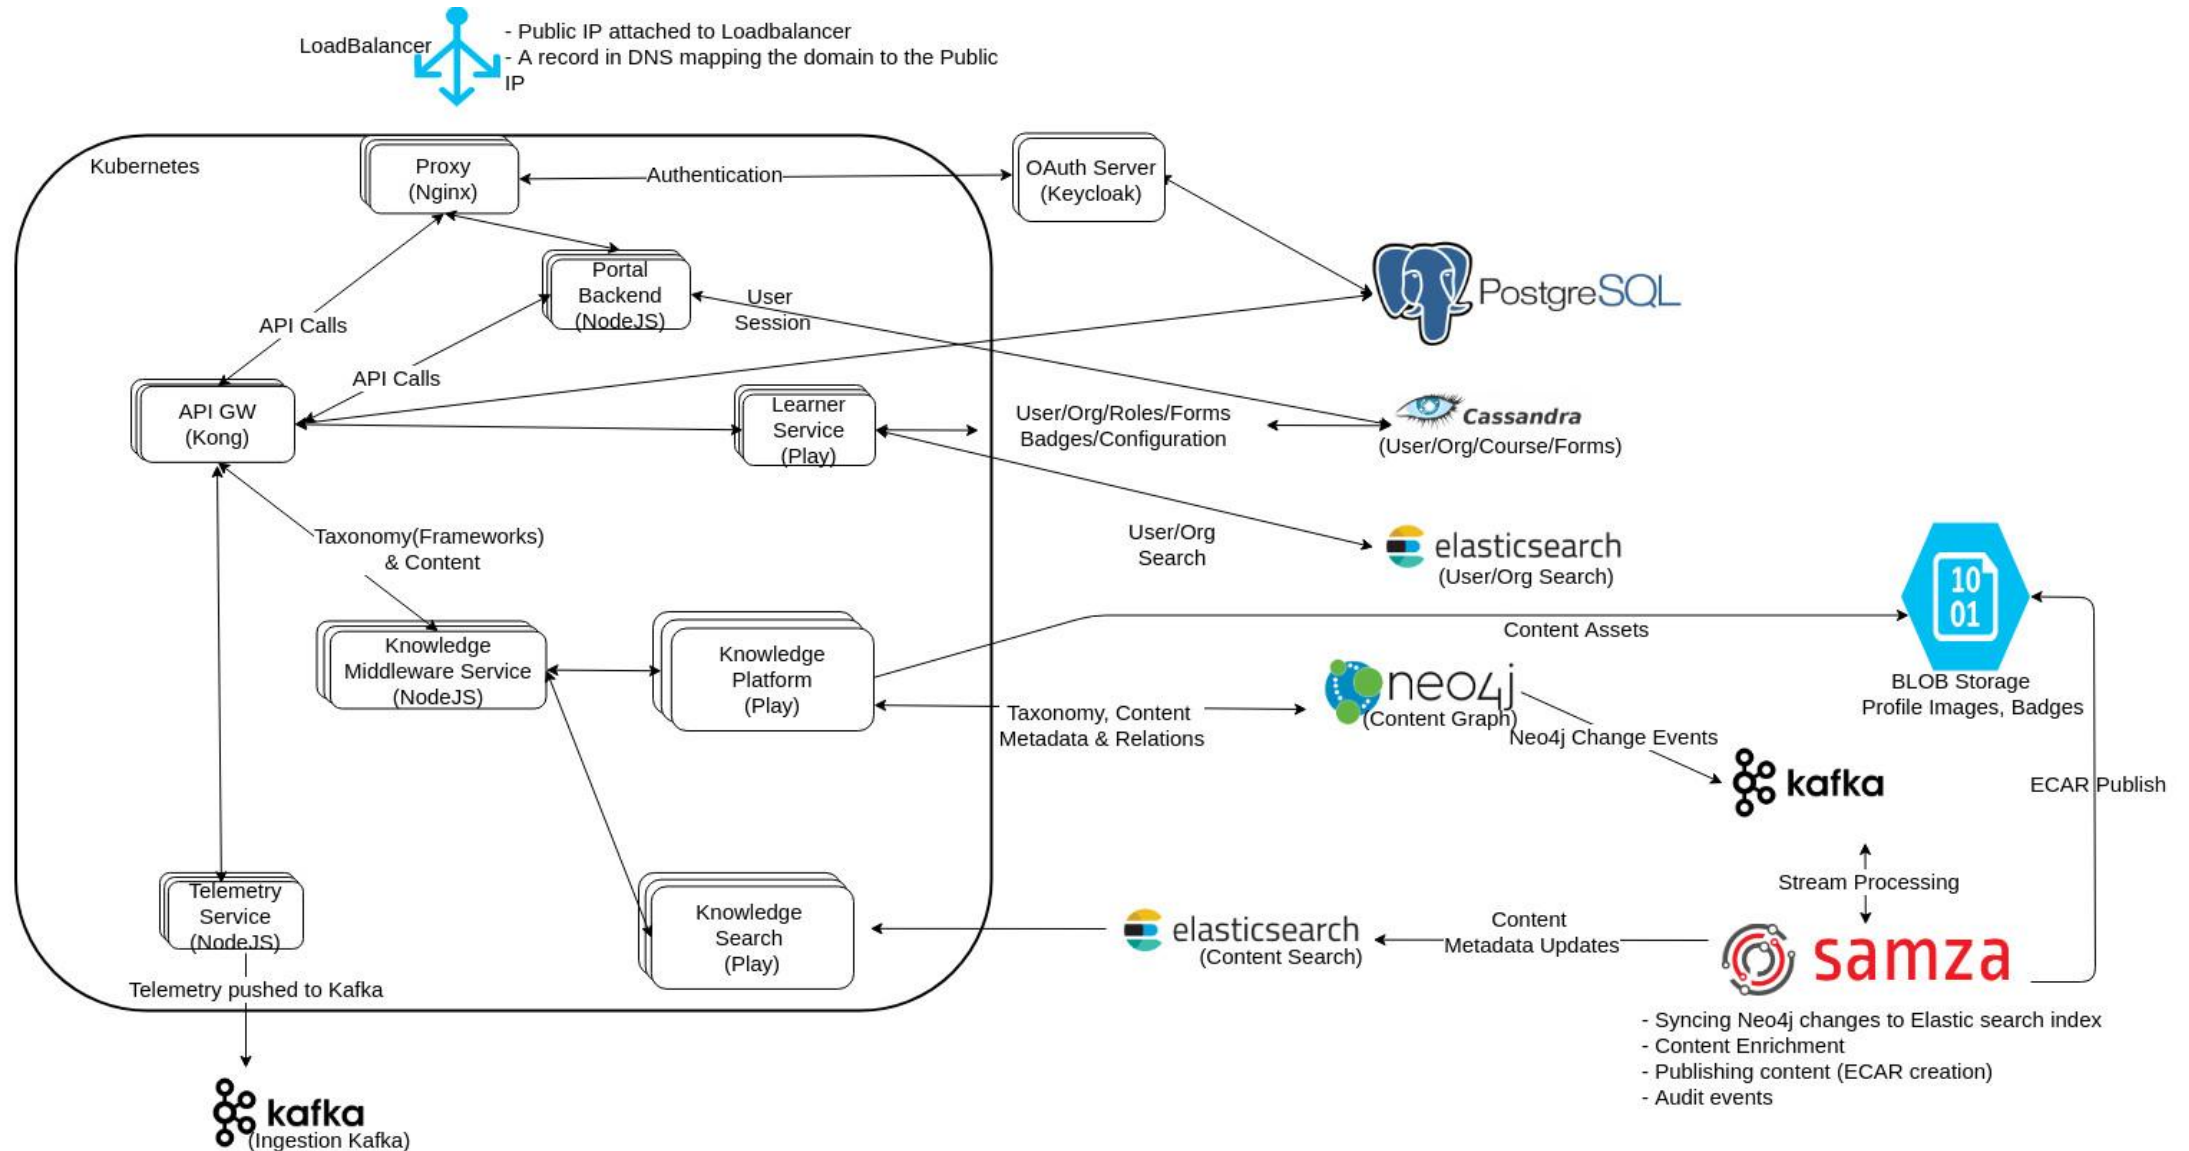 LoadBalancer
- Public IP attached to Loadbalancer
- A record in DNS mapping the domain to the Public
IP
Kubernetes
Proxy
(Nginx)
Authentication
OAuth Server
(Keycloak)
Portal
Backend
(NodeJS)
User
Session
PostgreSQL
API Calls
API Calls
API GW
(Kong)
Learner
Service
(Play)
User/Org/Roles/Forms
Badges/Configuration
Cassandra
(User/Org/Course/Forms)
Taxonomy(Frameworks)
& Content
User/Org
Search
elasticsearch
(User/Org Search)
10
01
Content Assets
Knowledge
Middleware Service
(NodeJS)
Knowledge
Platform
(Play)
Taxonomy, Content
Metadata & Relations
neo4j
(Content Graph)
BLOB Storage
Profile Images, Badges
Neo4j Change Events
kafka
ECAR Publish
Stream Processing
Telemetry
Service
(NodeJS)
Knowledge
Search
(Play)
elasticsearch
(Content Search)
Content
Metadata Updates
samza
Telemetry pushed to Kafka
- Syncing Neo4j changes to Elastic search index
- Content Enrichment
- Publishing content (ECAR creation)
- Audit events
kafka
(Ingestion Kafka)